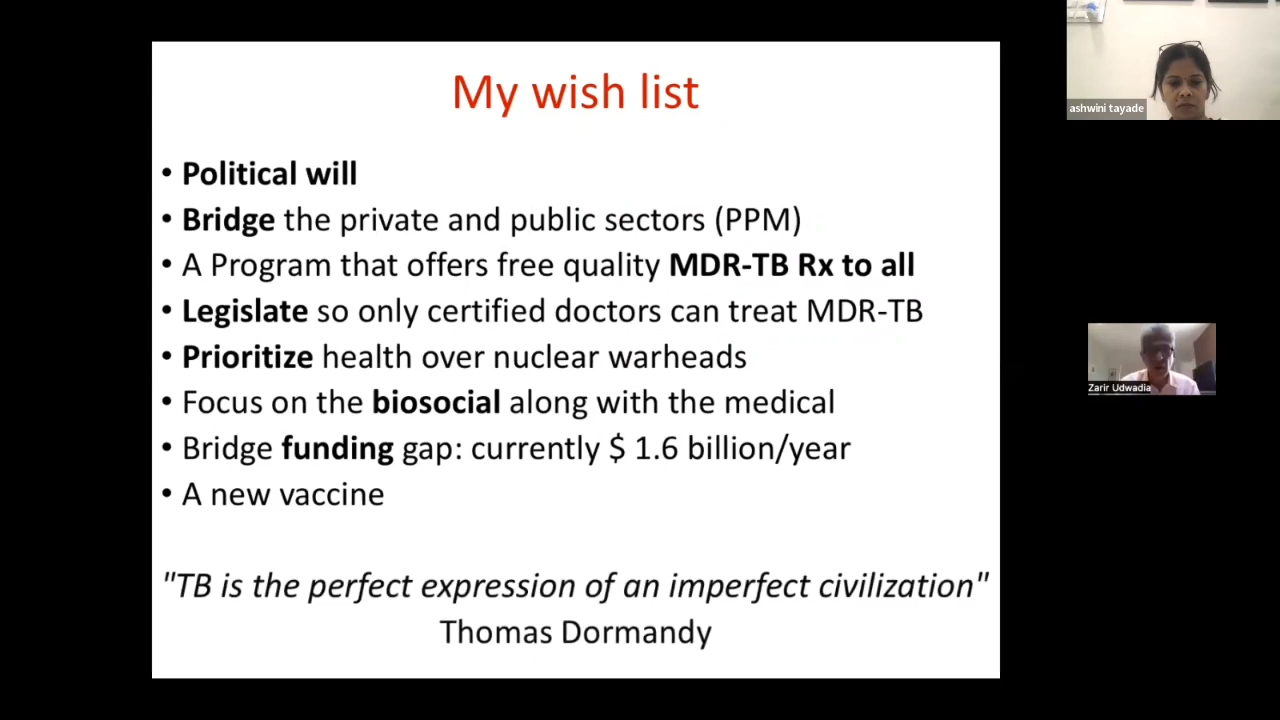 My wish list
• Political will
• Bridge the private and public sectors (PPM)
• A Program that offers free quality MDR-TB Rx to all
• Legislate so only certified doctors can treat MDR-TB
• Prioritize health over nuclear warheads
• Focus on the biosocial along with the medical
• Bridge funding gap: currently $ 1.6 billion/year
• A new vaccine
"TB is the perfect expression of an imperfect civilization"
Thomas Dormandy
ashwini tayade
Zarir Udwadia